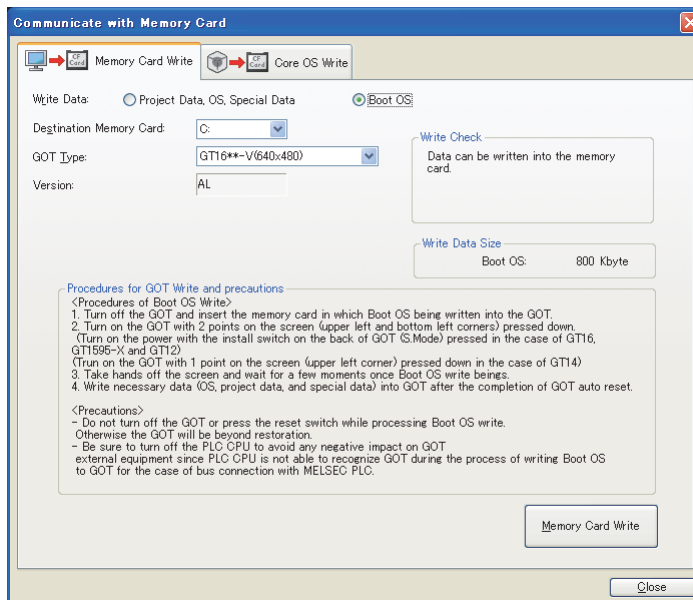 Communicate with Memory Card
CF Card Memory Card Write
CF Card Core OS Write
Write Data: Project Data, OS, Special Data Boot OS
Destination Memory Card: C:
GOT Type: GT16**-V(640x480)
Version: AL
Write Check
Data can be written into the memory
card.
Write Data Size
Boot OS: 800 Kbyte
Procedures for GOT Write and precautions
<Procedures of Boot OS Write>
1. Turn off the GOT and insert the memory card in which Boot OS being written into the GOT.
2. Turn on the GOT with 2 points on the screen (upper left and bottom left corners) pressed down.
(Turn on the power with the install switch on the back of GOT (S.Mode) pressed in the case of GT16,
GT1595-X and GT12)
(Trun on the GOT with 1 point on the screen (upper left corner) pressed down in the case of GT14)
3. Take hands off the screen and wait for a few moments once Boot OS write beings.
4. Write necessary data (OS, project data, and special data) into GOT after the completion of GOT auto reset.
<Precautions>
- Do not turn off the GOT or press the reset switch while processing Boot OS write.
Otherwise the GOT will be beyond restoration.
- Be sure to turn off the PLC CPU to avoid any negative impact on GOT
external equipment since PLC CPU is not able to recognize GOT during the process of writing Boot OS
to GOT for the case of bus connection with MELSEC PLC.
Memory Card Write
Close